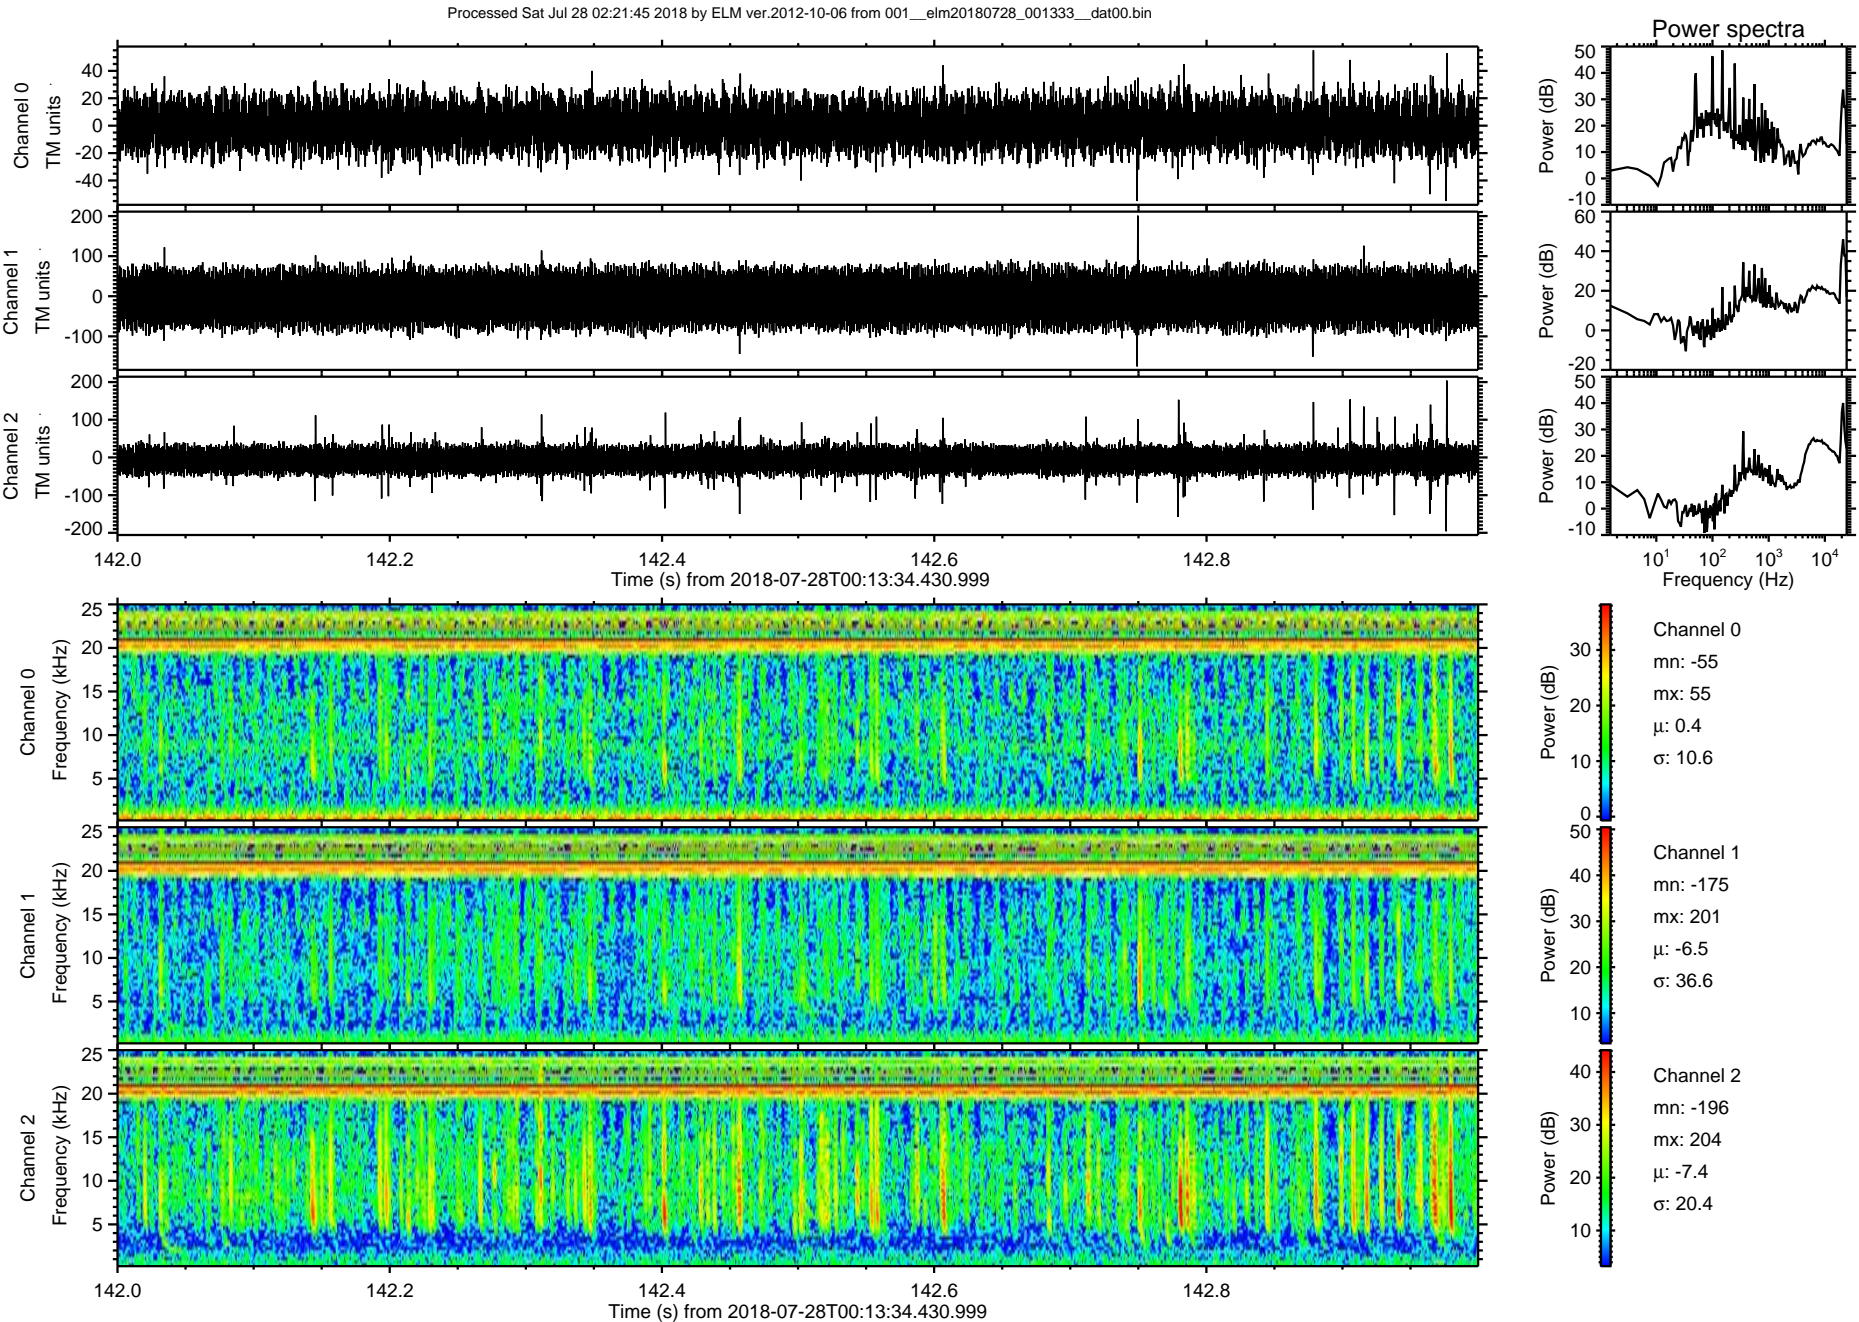 Processed Sat Jul 28 02:21:45 2018 by ELM ver.2012-10-06 from 001__elm20180728_001333__dat00.bin
Power spectra
Channel 0
TM units
40
20
0
-20
-40
Power (dB)
50
40
30
20
10
0
-10
Channel 1
TM units
200
100
0
-100
Power (dB)
60
40
20
0
-20
Channel 2
TM units
200
100
0
-100
-200
Power (dB)
50
40
30
20
10
0
-10
142.0 142.2 142.4 142.6 142.8
Time (s) from 2018-07-28T00:13:34.430.999
10^1 10^2 10^3 10^4
Frequency (Hz)
Channel 0
Frequency (kHz)
25
20
15
10
5
Power (dB)
30
20
10
0
Channel 0
mn: -55
mx: 55
μ: 0.4
σ: 10.6
Channel 1
Frequency (kHz)
25
20
15
10
5
Power (dB)
50
40
30
20
10
Channel 1
mn: -175
mx: 201
μ: -6.5
σ: 36.6
Channel 2
Frequency (kHz)
25
20
15
10
5
Power (dB)
40
30
20
10
Channel 2
mn: -196
mx: 204
μ: -7.4
σ: 20.4
142.0 142.2 142.4 142.6 142.8
Time (s) from 2018-07-28T00:13:34.430.999